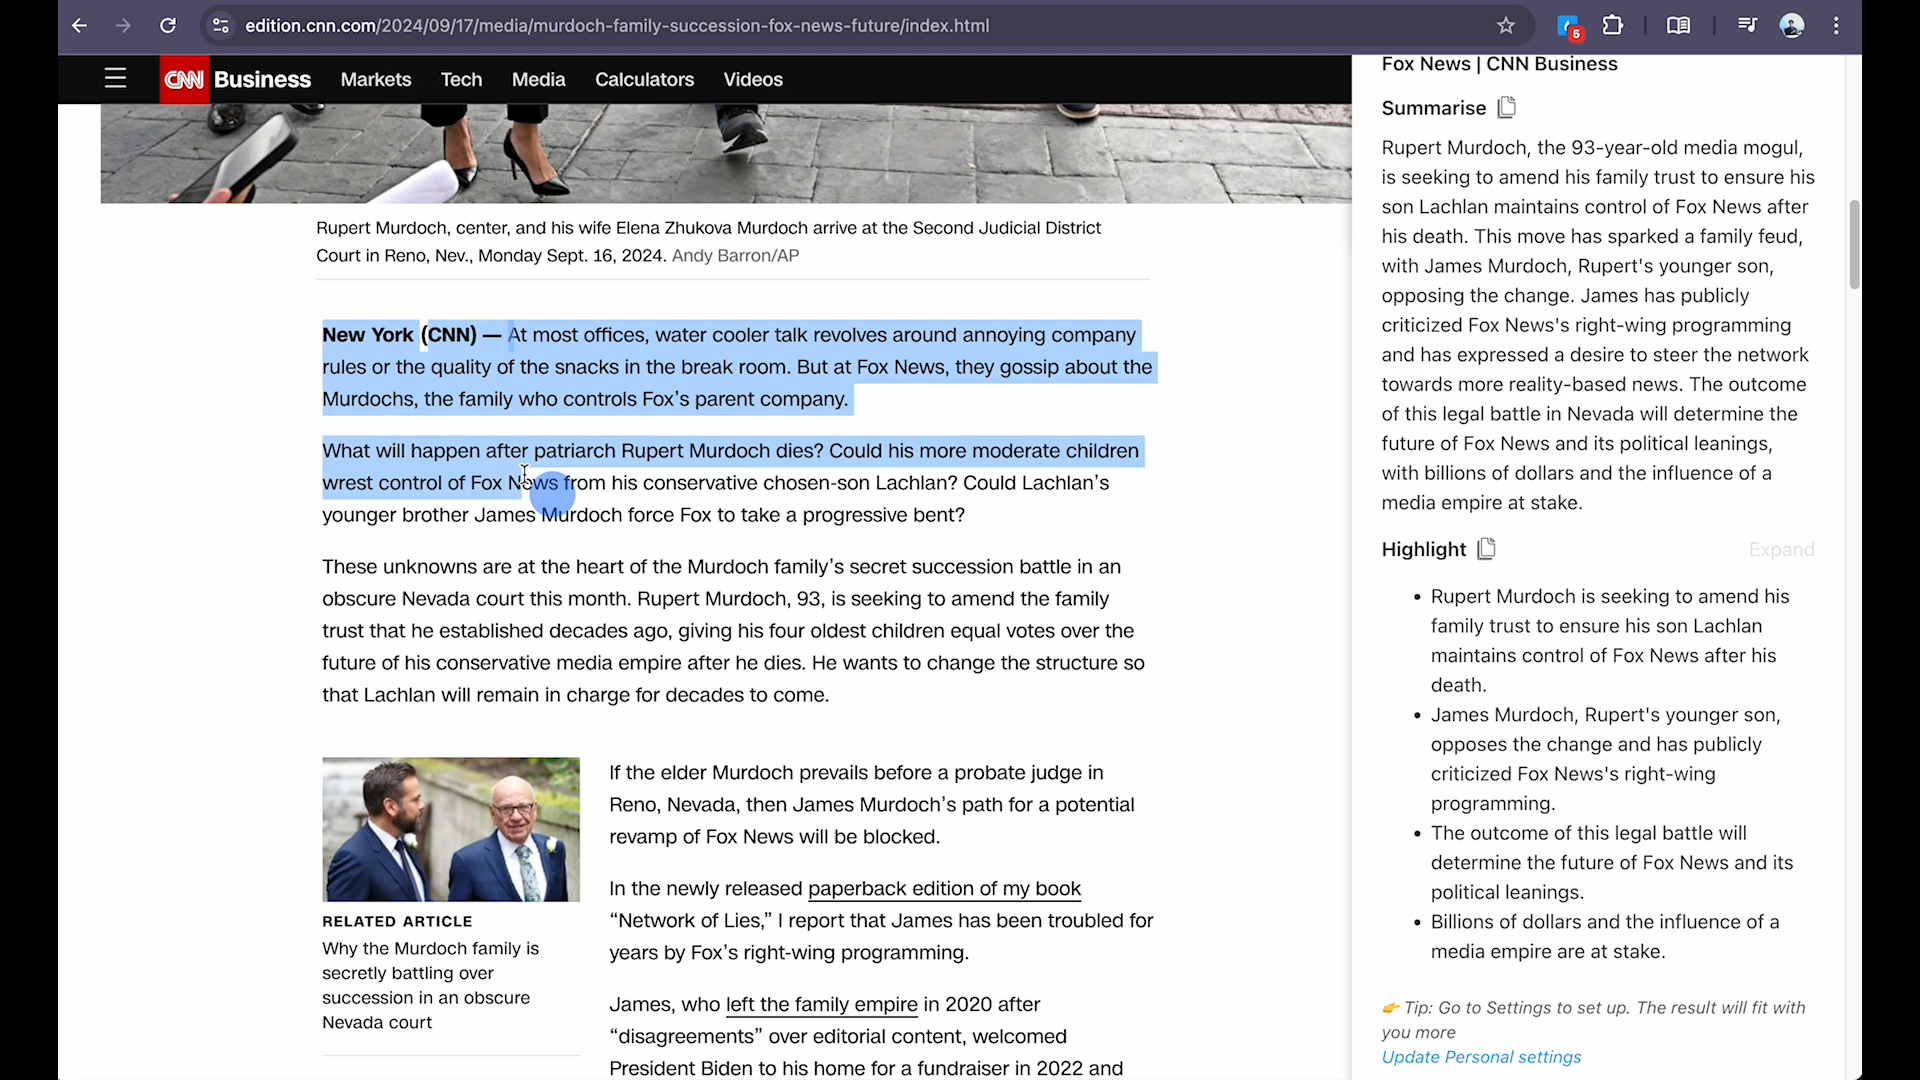 edition.cnn.com/2024/09/17/media/murdoch-family-succession-fox-news-future/index.html
5
CNN Business
Markets
Tech
Media
Calculators
Videos
Rupert Murdoch, center, and his wife Elena Zhukova Murdoch arrive at the Second Judicial District
Court in Reno, Nev., Monday Sept. 16, 2024. Andy Barron/AP
New York (CNN) — At most offices, water cooler talk revolves around annoying company
rules or the quality of the snacks in the break room. But at Fox News, they gossip about the
Murdochs, the family who controls Fox’s parent company.
What will happen after patriarch Rupert Murdoch dies? Could his more moderate children
wrest control of Fox News from his conservative chosen-son Lachlan? Could Lachlan’s
younger brother James Murdoch force Fox to take a progressive bent?
These unknowns are at the heart of the Murdoch family’s secret succession battle in an
obscure Nevada court this month. Rupert Murdoch, 93, is seeking to amend the family
trust that he established decades ago, giving his four oldest children equal votes over the
future of his conservative media empire after he dies. He wants to change the structure so
that Lachlan will remain in charge for decades to come.
RELATED ARTICLE
Why the Murdoch family is
secretly battling over
succession in an obscure
Nevada court
If the elder Murdoch prevails before a probate judge in
Reno, Nevada, then James Murdoch’s path for a potential
revamp of Fox News will be blocked.
In the newly released paperback edition of my book
“Network of Lies,” I report that James has been troubled for
years by Fox’s right-wing programming.
James, who left the family empire in 2020 after
“disagreements” over editorial content, welcomed
President Biden to his home for a fundraiser in 2022 and
Fox News | CNN Business
Summarise
Rupert Murdoch, the 93-year-old media mogul,
is seeking to amend his family trust to ensure his
son Lachlan maintains control of Fox News after
his death. This move has sparked a family feud,
with James Murdoch, Rupert's younger son,
opposing the change. James has publicly
criticized Fox News's right-wing programming
and has expressed a desire to steer the network
towards more reality-based news. The outcome
of this legal battle in Nevada will determine the
future of Fox News and its political leanings,
with billions of dollars and the influence of a
media empire at stake.
Highlight
Expand
• Rupert Murdoch is seeking to amend his
family trust to ensure his son Lachlan
maintains control of Fox News after his
death.
• James Murdoch, Rupert's younger son,
opposes the change and has publicly
criticized Fox News's right-wing
programming.
• The outcome of this legal battle will
determine the future of Fox News and its
political leanings.
• Billions of dollars and the influence of a
media empire are at stake.
👉 Tip: Go to Settings to set up. The result will fit with
you more
Update Personal settings